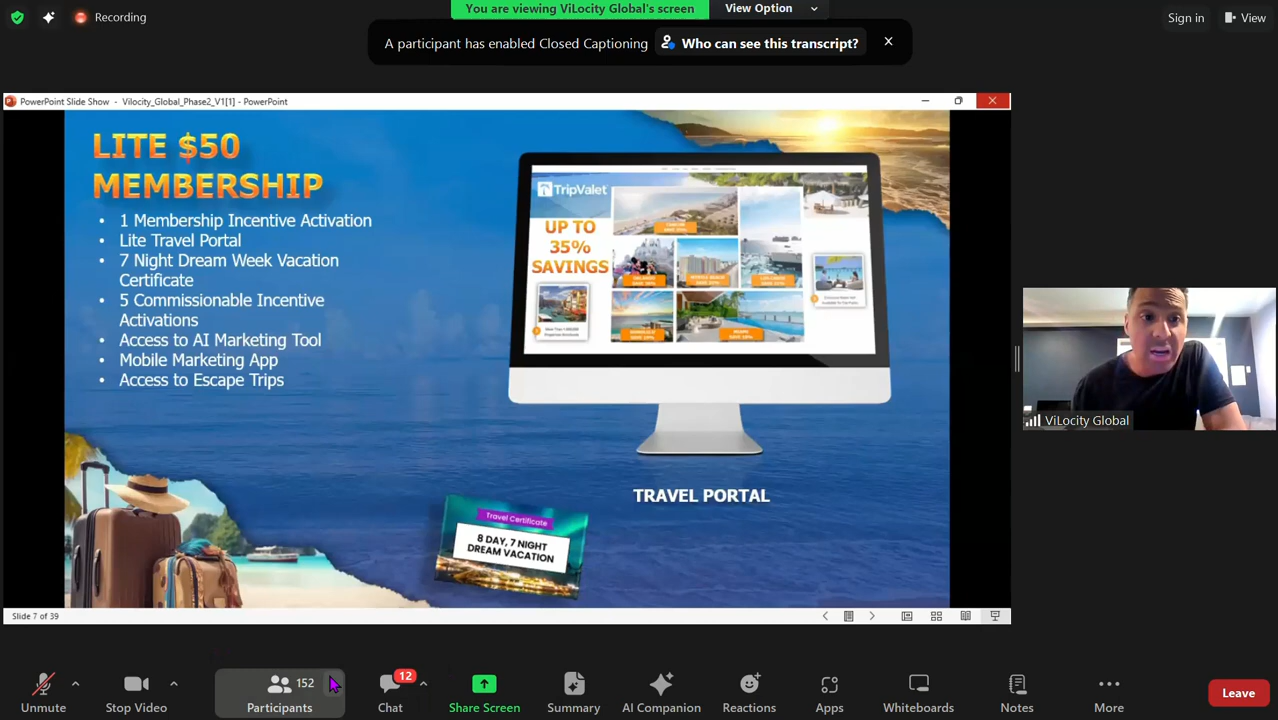 You are viewing ViLocity Global's screen
View Option
Recording
Sign in
View
A participant has enabled Closed Captioning
Who can see this transcript?
PowerPoint Slide Show - Vilocity_Global_Phase2_V1[1] - PowerPoint
LITE $50
MEMBERSHIP
• 1 Membership Incentive Activation
• Lite Travel Portal
• 7 Night Dream Week Vacation
Certificate
• 5 Commissionable Incentive
Activations
• Access to AI Marketing Tool
• Mobile Marketing App
• Access to Escape Trips
TripValet
UP TO
35%
SAVINGS
TRAVEL PORTAL
Travel Certificate
8 DAY, 7 NIGHT
DREAM VACATION
ViLocity Global
Slide 7 of 39
Unmute
Stop Video
152
Participants
12
Chat
Share Screen
Summary
AI Companion
Reactions
Apps
Whiteboards
Notes
More
Leave